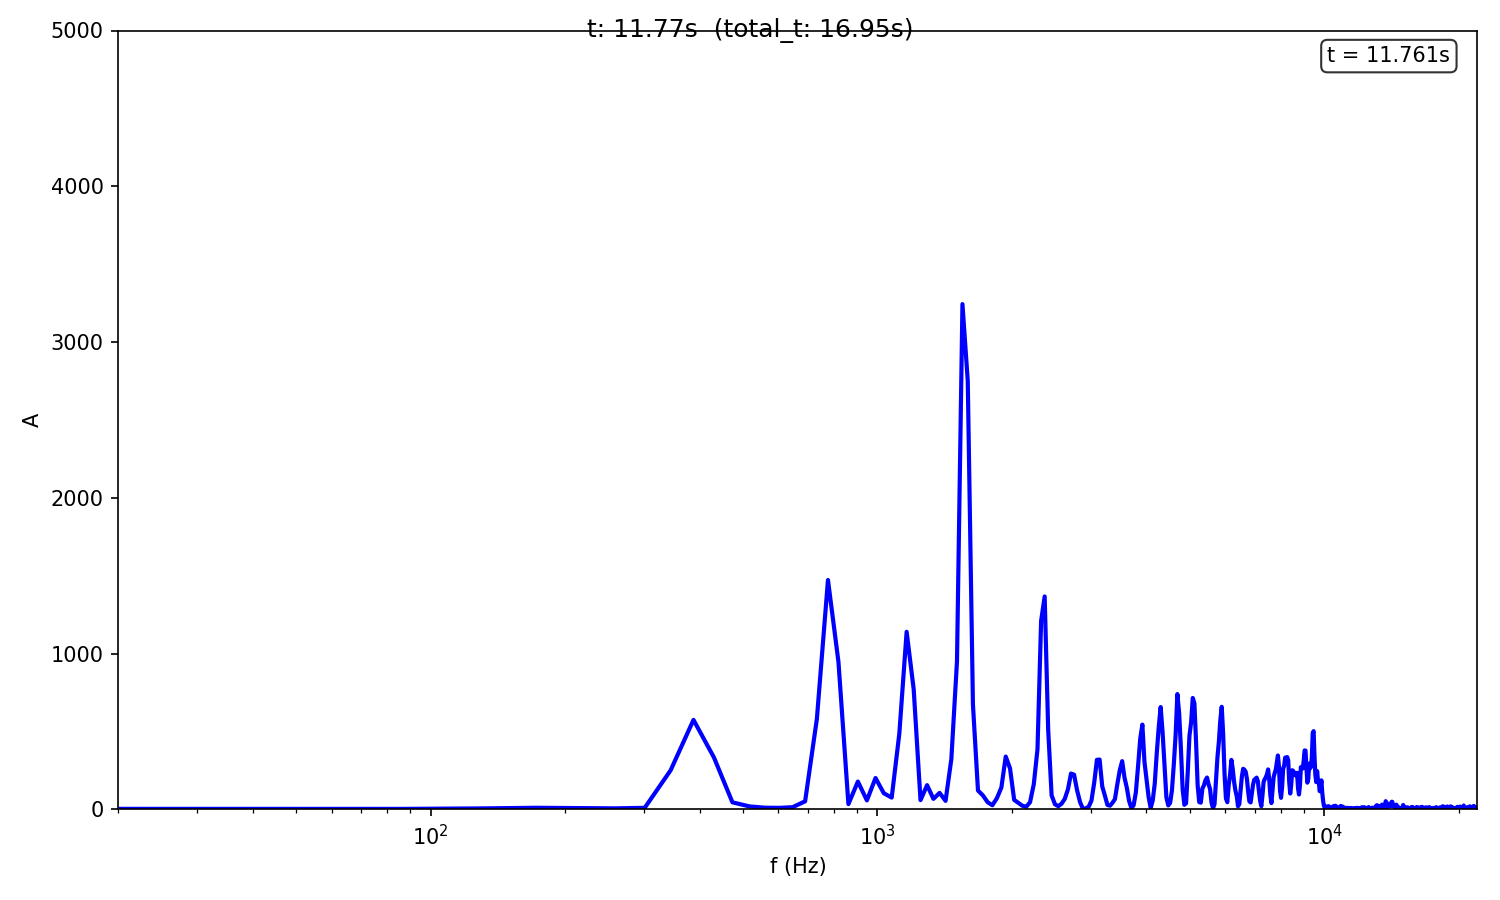 t: 11.77s (total_t: 16.95s)
t = 11.761s
5000
4000
3000
2000
1000
0
A
10²
10³
10⁴
f (Hz)